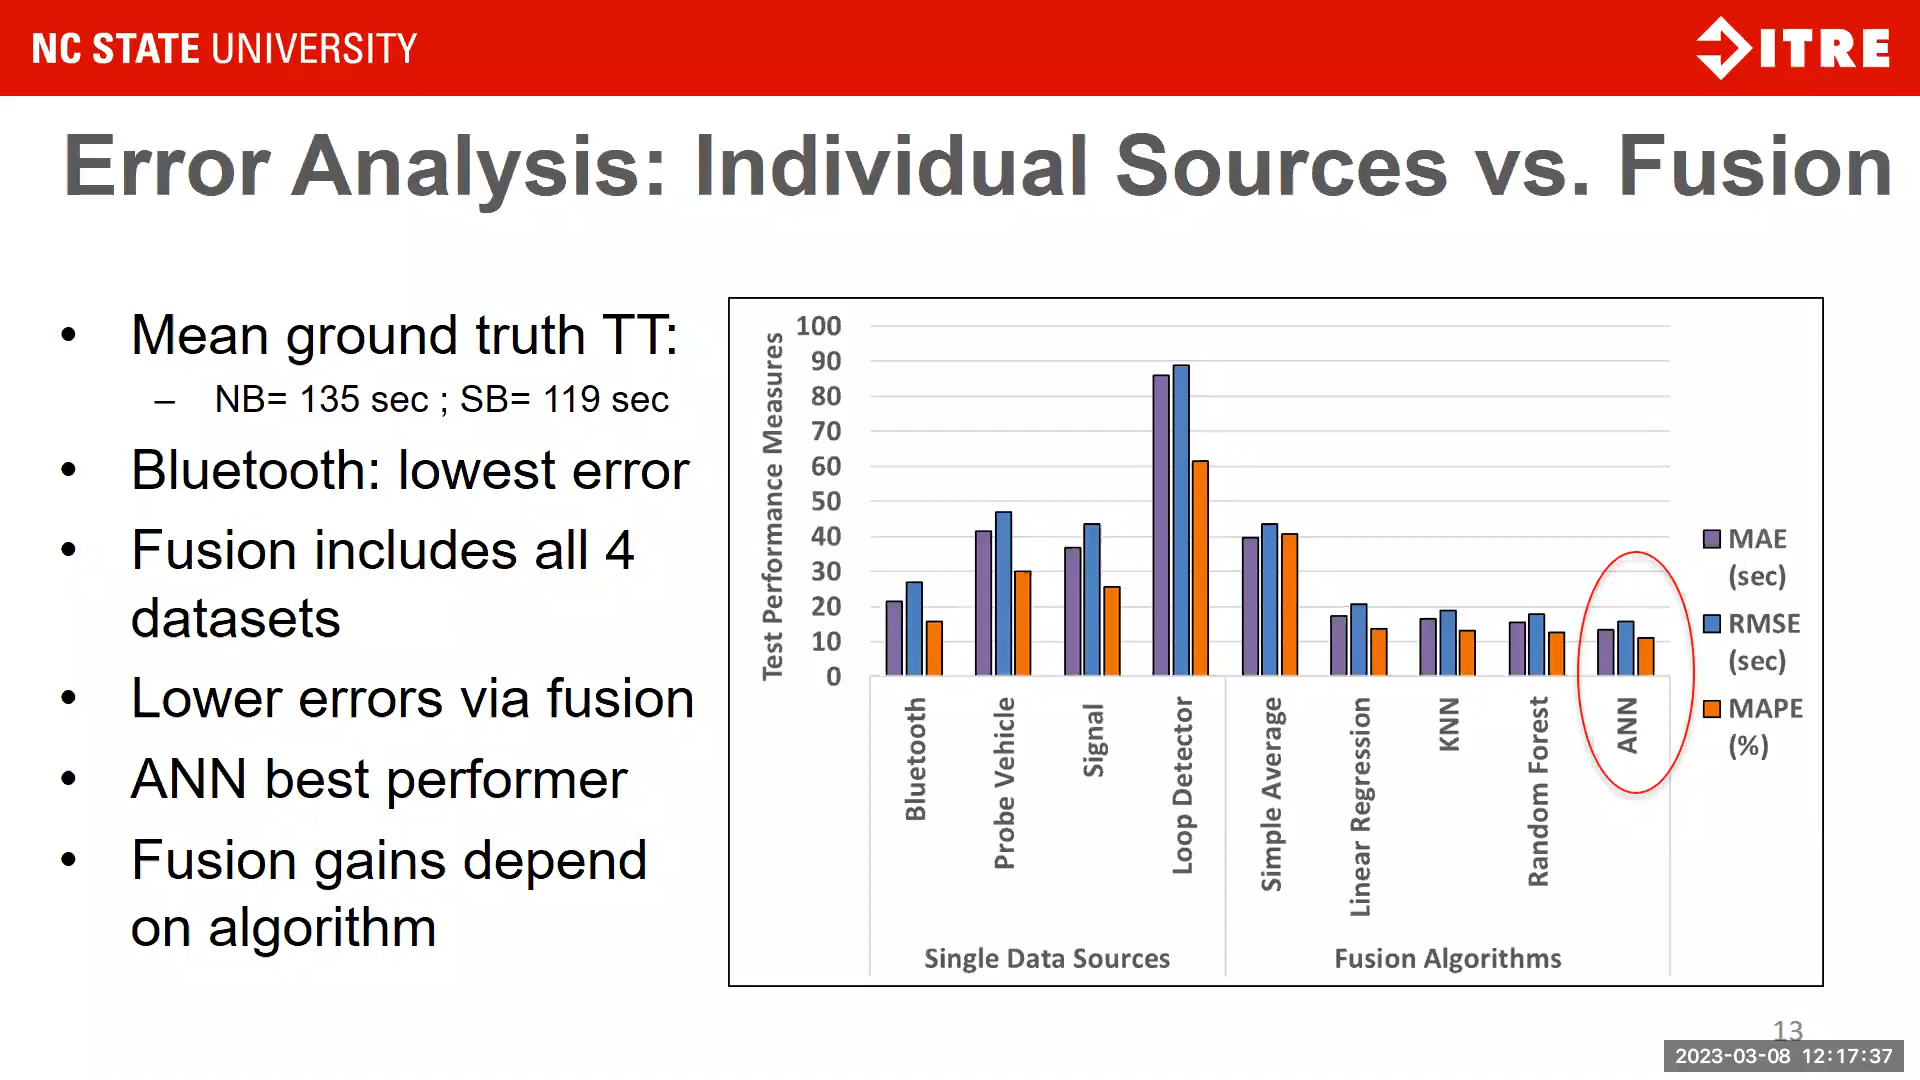 NC STATE UNIVERSITY
ITRE
Error Analysis: Individual Sources vs. Fusion
• Mean ground truth TT:
– NB= 135 sec ; SB= 119 sec
• Bluetooth: lowest error
• Fusion includes all 4
datasets
• Lower errors via fusion
• ANN best performer
• Fusion gains depend
on algorithm
Test Performance Measures
100
90
80
70
60
50
40
30
20
10
0
Bluetooth
Probe Vehicle
Signal
Loop Detector
Simple Average
Linear Regression
KNN
Random Forest
ANN
Single Data Sources
Fusion Algorithms
MAE
(sec)
RMSE
(sec)
MAPE
(%)
13
2023-03-08 12:17:37